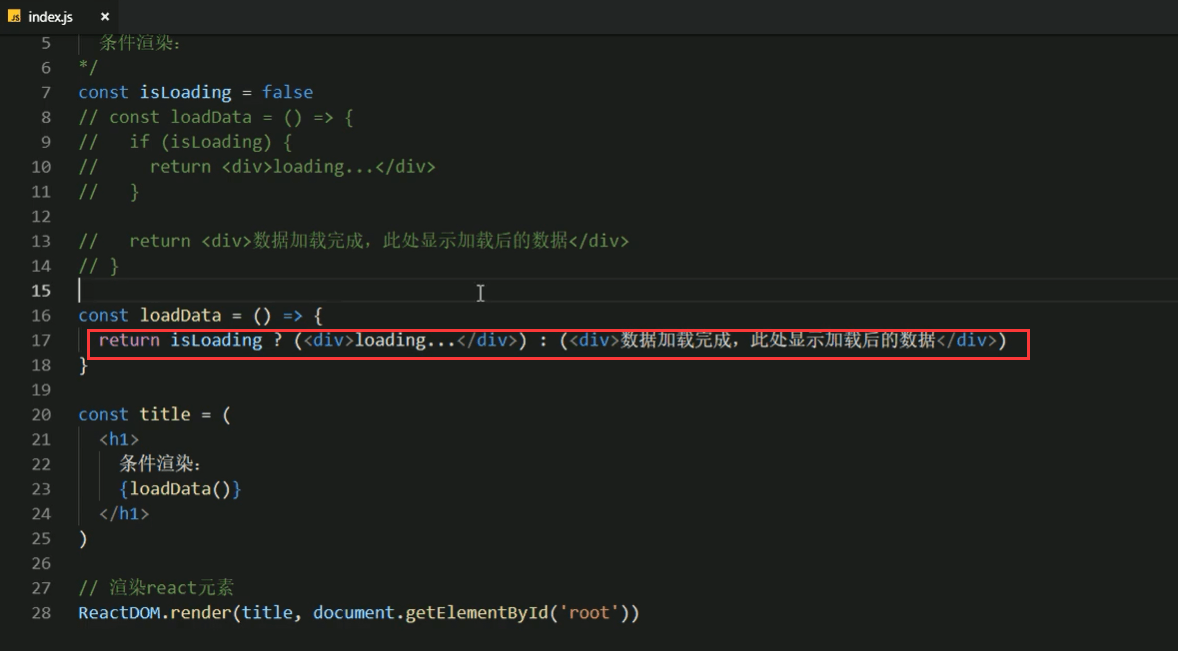 JS index.js ×
5 条件渲染：
6 */
7 const isLoading = false
8 // const loadData = () => {
9 //   if (isLoading) {
10 //     return <div>loading...</div>
11 //   }
12
13 //   return <div>数据加载完成，此处显示加载后的数据</div>
14 // }
15
16 const loadData = () => {
17   return isLoading ? (<div>loading...</div>) : (<div>数据加载完成，此处显示加载后的数据</div>)
18 }
19
20 const title = (
21   <h1>
22     条件渲染：
23     {loadData()}
24   </h1>
25 )
26
27 // 渲染react元素
28 ReactDOM.render(title, document.getElementById('root'))